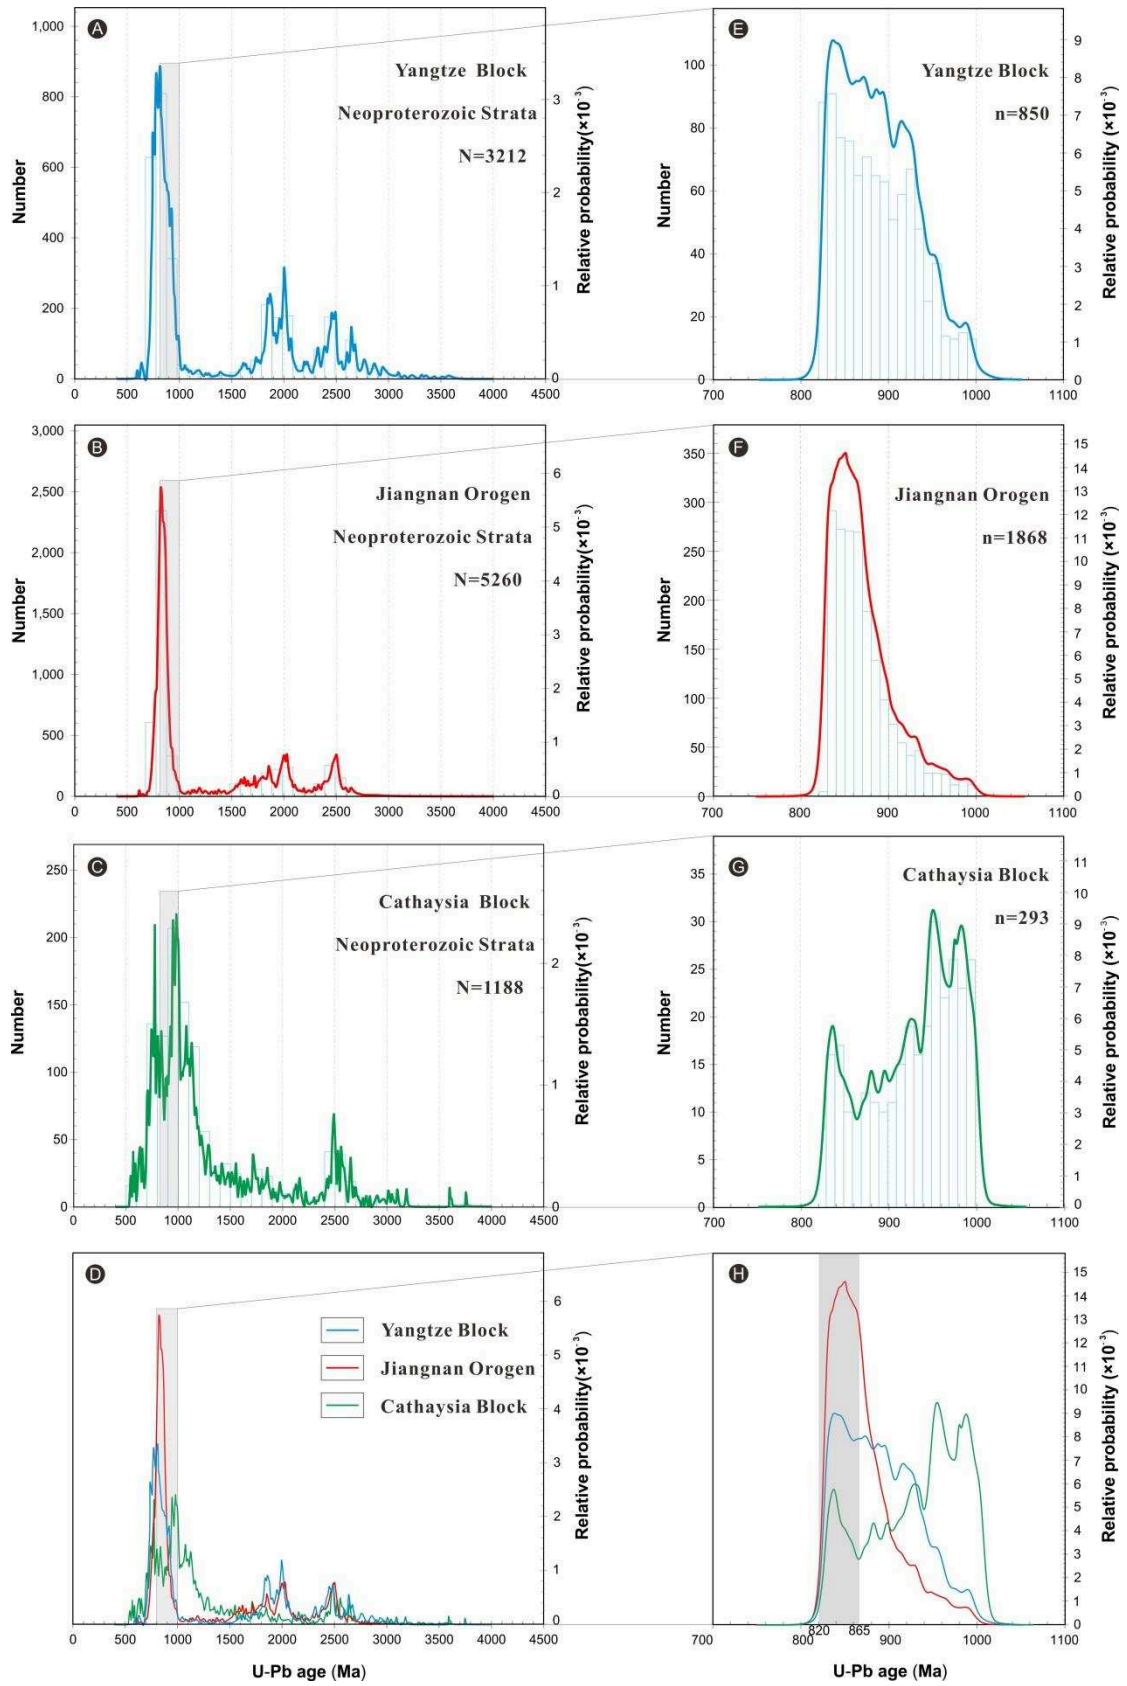 A
Yangtze Block
Neoproterozoic Strata
N=3212
Number
1,000
800
600
400
200
0
0 500 1000 1500 2000 2500 3000 3500 4000 4500
3
2
1
0
Relative probability(×10⁻³)
E
Yangtze Block
n=850
Number
100
80
60
40
20
0
700 800 900 1000 1100
9
8
7
6
5
4
3
2
1
0
Relative probability (×10⁻³)
B
Jiangnan Orogen
Neoproterozoic Strata
N=5260
Number
3,000
2,500
2,000
1,500
1,000
500
0
0 500 1000 1500 2000 2500 3000 3500 4000 4500
6
5
4
3
2
1
0
Relative probability(×10⁻³)
F
Jiangnan Orogen
n=1868
Number
350
300
250
200
150
100
50
0
700 800 900 1000 1100
15
14
13
12
11
10
9
8
7
6
5
4
3
2
1
0
Relative probability (×10⁻³)
C
Cathaysia Block
Neoproterozoic Strata
N=1188
Number
250
200
150
100
50
0
0 500 1000 1500 2000 2500 3000 3500 4000 4500
2
1
0
Relative probability(×10⁻³)
G
Cathaysia Block
n=293
Number
35
30
25
20
15
10
5
0
700 800 900 1000 1100
11
10
9
8
7
6
5
4
3
2
1
0
Relative probability (×10⁻³)
D
Yangtze Block
Jiangnan Orogen
Cathaysia Block
0 500 1000 1500 2000 2500 3000 3500 4000 4500
6
5
4
3
2
1
0
Relative probability(×10⁻³)
U-Pb age (Ma)
H
820 865
700 800 900 1000 1100
15
14
13
12
11
10
9
8
7
6
5
4
3
2
1
0
Relative probability (×10⁻³)
U-Pb age (Ma)